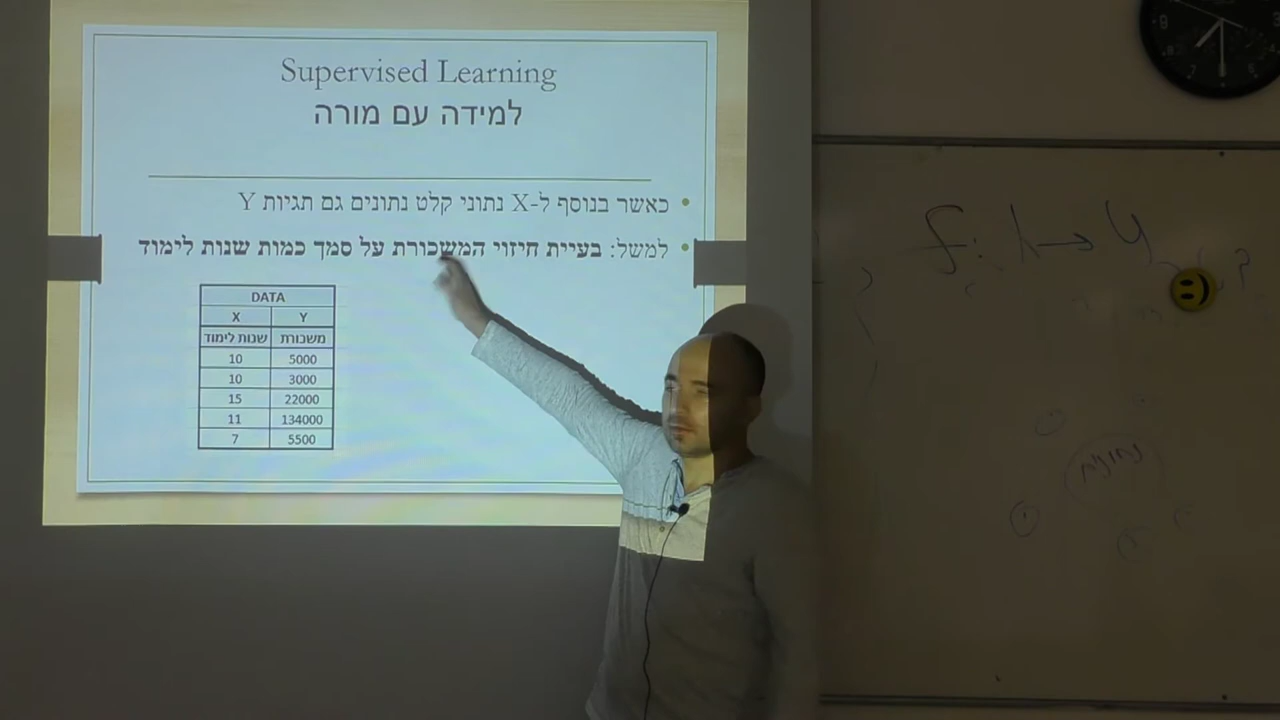 Supervised Learning
למידה עם מורה
כאשר בנוסף ל-X נתוני קלט נתונים גם תגיות Y
למשל: בעיית חיזוי המשכורת על סמך כמות שנות לימוד
DATA
X Y
שנות לימוד משכורת
10 5000
10 3000
15 22000
11 134000
7 5500